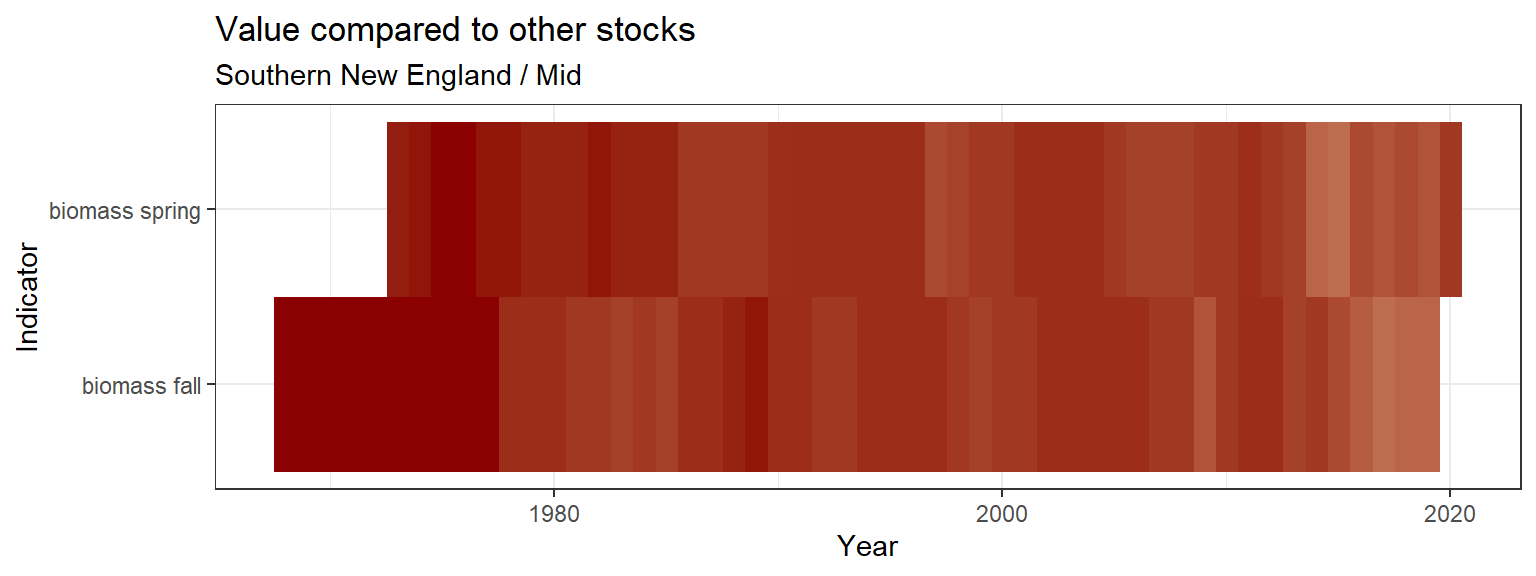 Value compared to other stocks
Southern New England / Mid
Indicator
biomass spring
biomass fall
1980
2000
2020
Year